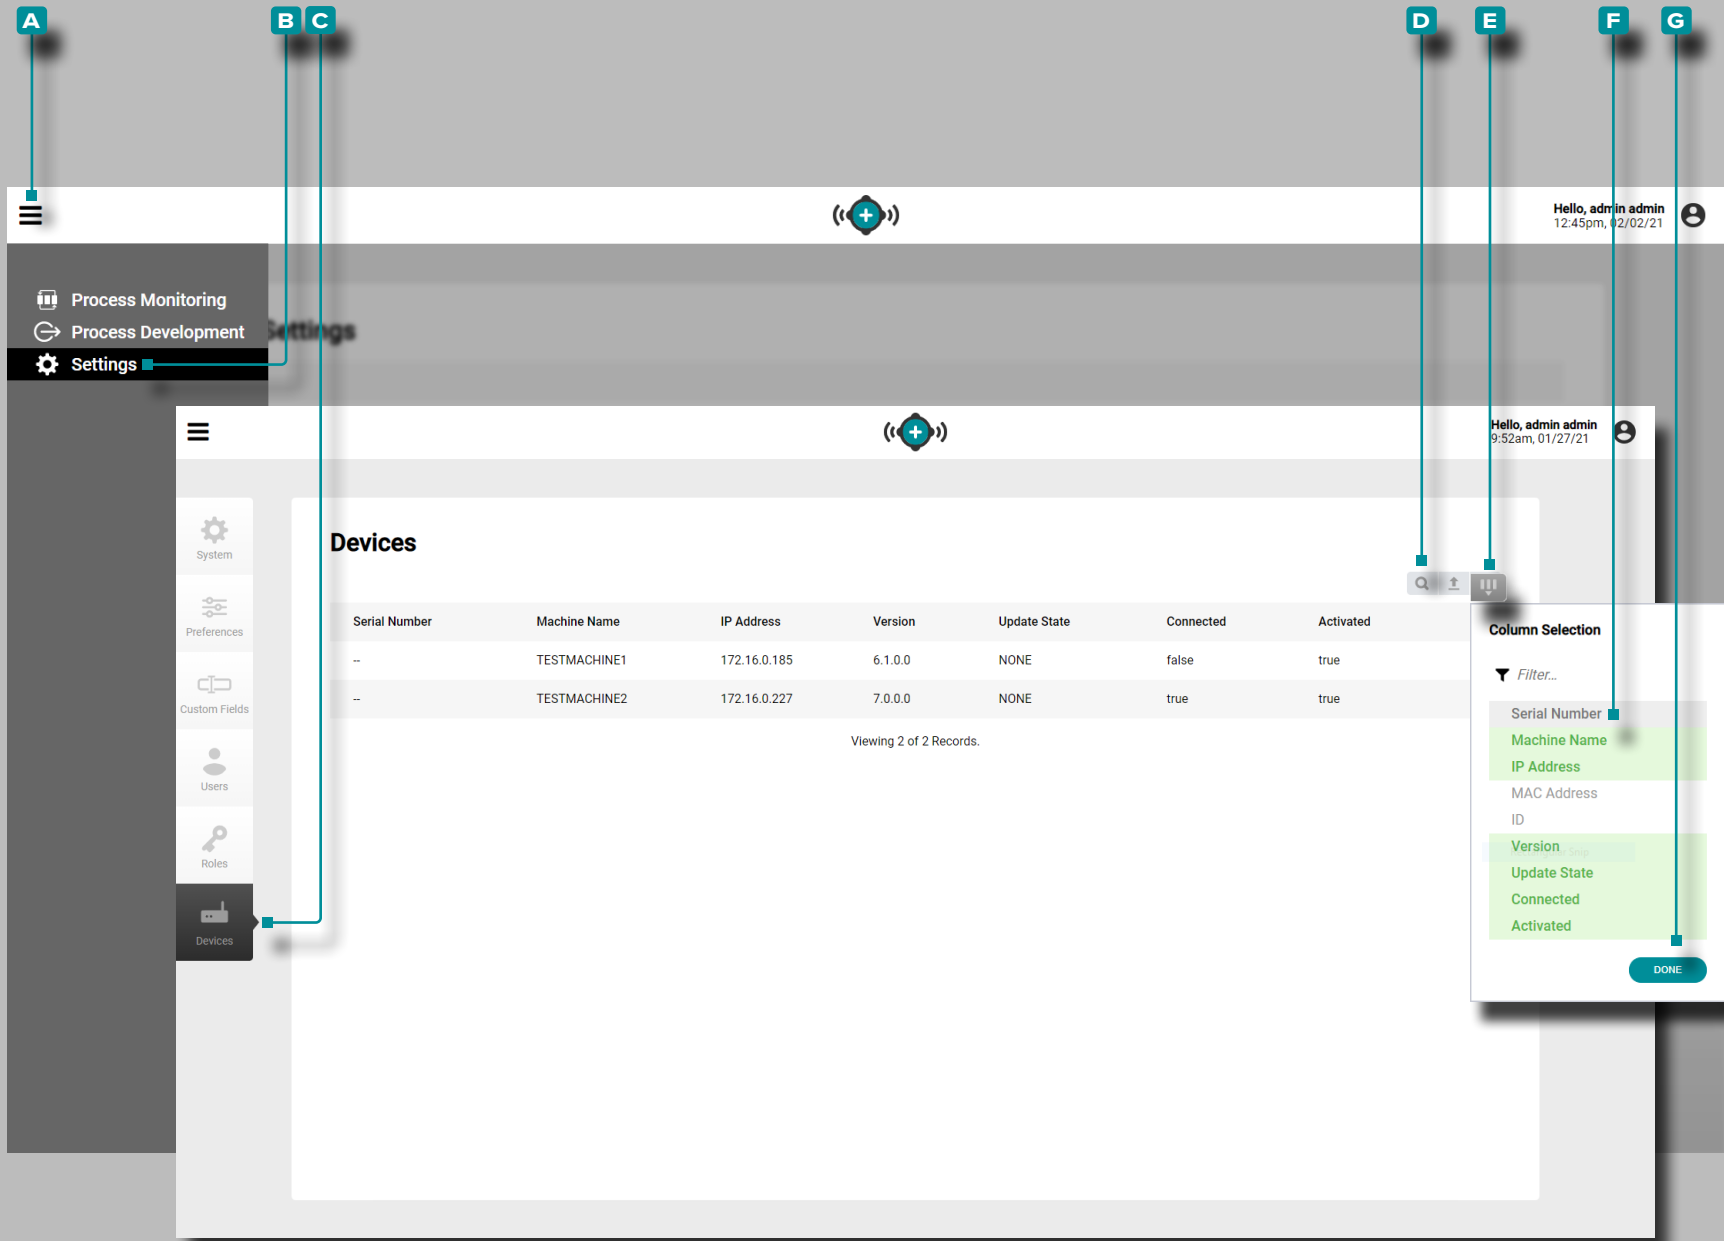 A B C D E F G
Hello, admin admin
12:45pm, 02/02/21
Process Monitoring
Process Development
Settings
Settings
Hello, admin admin
9:52am, 01/27/21
System
Preferences
Custom Fields
Users
Roles
Devices
Devices
Serial Number Machine Name IP Address Version Update State Connected Activated
-- TESTMACHINE1 172.16.0.185 6.1.0.0 NONE false true
-- TESTMACHINE2 172.16.0.227 7.0.0.0 NONE true true
Viewing 2 of 2 Records.
Column Selection
Filter...
Serial Number
Machine Name
IP Address
MAC Address
ID
Version
Update State
Connected
Activated
DONE